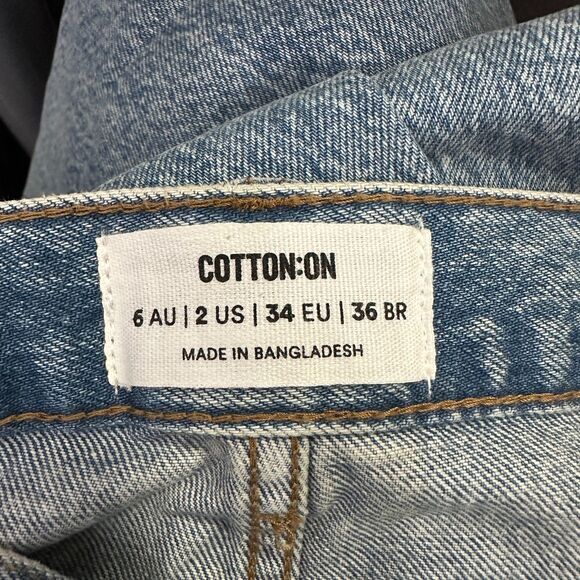 COTTON:ON
6 AU | 2 US | 34 EU | 36 BR
MADE IN BANGLADESH